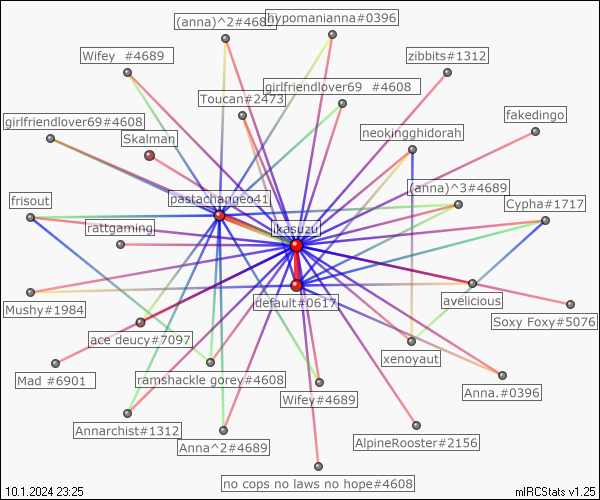 (anna)^2#4689
hypomanianna#0396
Wifey  #4689
zibbits#1312
girlfriendlover69  #4608
Toucan#2473
fakedingo
girlfriendlover69#4608
neokingghidorah
Skalman
(anna)^3#4689
pastachangeo41
frisout
Cypha#1717
rattgaming
ikasuzu
Mushy#1984
default#0617
avelicious
Soxy Foxy#5076
ace deucy#7097
xenoyaut
Mad #6901
ramshackle gorey#4608
Anna.#0396
Wifey#4689
Annarchist#1312
Anna^2#4689
AlpineRooster#2156
no cops no laws no hope#4608
10.1.2024 23:25
mIRCStats v1.25